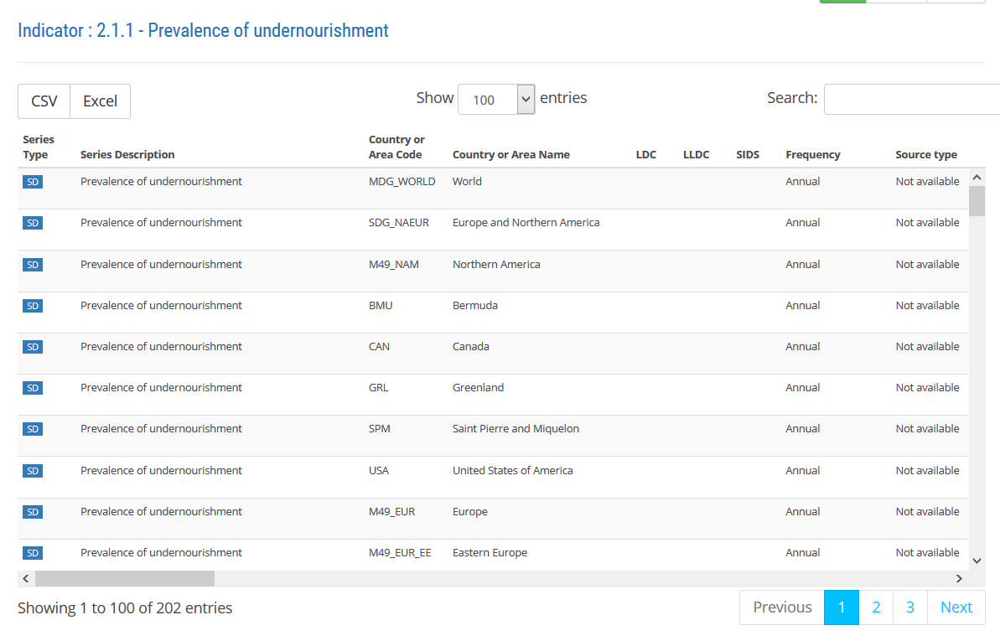 Indicator : 2.1.1 - Prevalence of undernourishment
CSV Excel Show 100 entries Search:
Series Type Series Description Country or Area Code Country or Area Name LDC LLDC SIDS Frequency Source type
SD Prevalence of undernourishment MDG_WORLD World Annual Not available
SD Prevalence of undernourishment SDG_NAEUR Europe and Northern America Annual Not available
SD Prevalence of undernourishment M49_NAM Northern America Annual Not available
SD Prevalence of undernourishment BMU Bermuda Annual Not available
SD Prevalence of undernourishment CAN Canada Annual Not available
SD Prevalence of undernourishment GRL Greenland Annual Not available
SD Prevalence of undernourishment SPM Saint Pierre and Miquelon Annual Not available
SD Prevalence of undernourishment USA United States of America Annual Not available
SD Prevalence of undernourishment M49_EUR Europe Annual Not available
SD Prevalence of undernourishment M49_EUR_EE Eastern Europe Annual Not available
Showing 1 to 100 of 202 entries Previous 1 2 3 Next